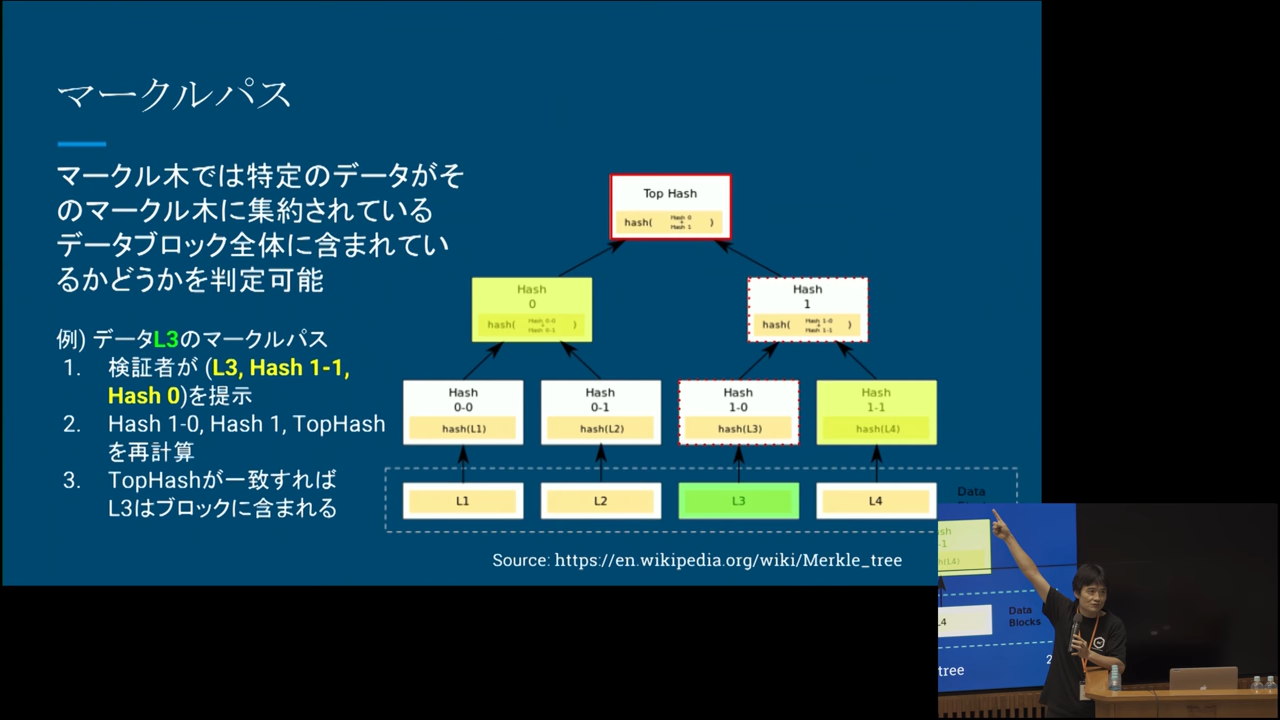 マークルパス
マークル木では特定のデータがそ
のマークル木に集約されている
データブロック全体に含まれてい
るかどうかを判定可能
例) データL3のマークルパス
1. 検証者が (L3, Hash 1-1,
Hash 0)を提示
2. Hash 1-0, Hash 1, TopHash
を再計算
3. TopHashが一致すれば
L3はブロックに含まれる
Top Hash
hash( Hash 0 + Hash 1 )
Hash
0
hash( Hash 0-0 + Hash 0-1 )
Hash
1
hash( Hash 1-0 + Hash 1-1 )
Hash
0-0
hash(L1)
Hash
0-1
hash(L2)
Hash
1-0
hash(L3)
Hash
1-1
hash(L4)
L1
L2
L3
L4
Data
Source: https://en.wikipedia.org/wiki/Merkle_tree
ash
-1
h(L4)
L4
Data
Blocks
tree
2